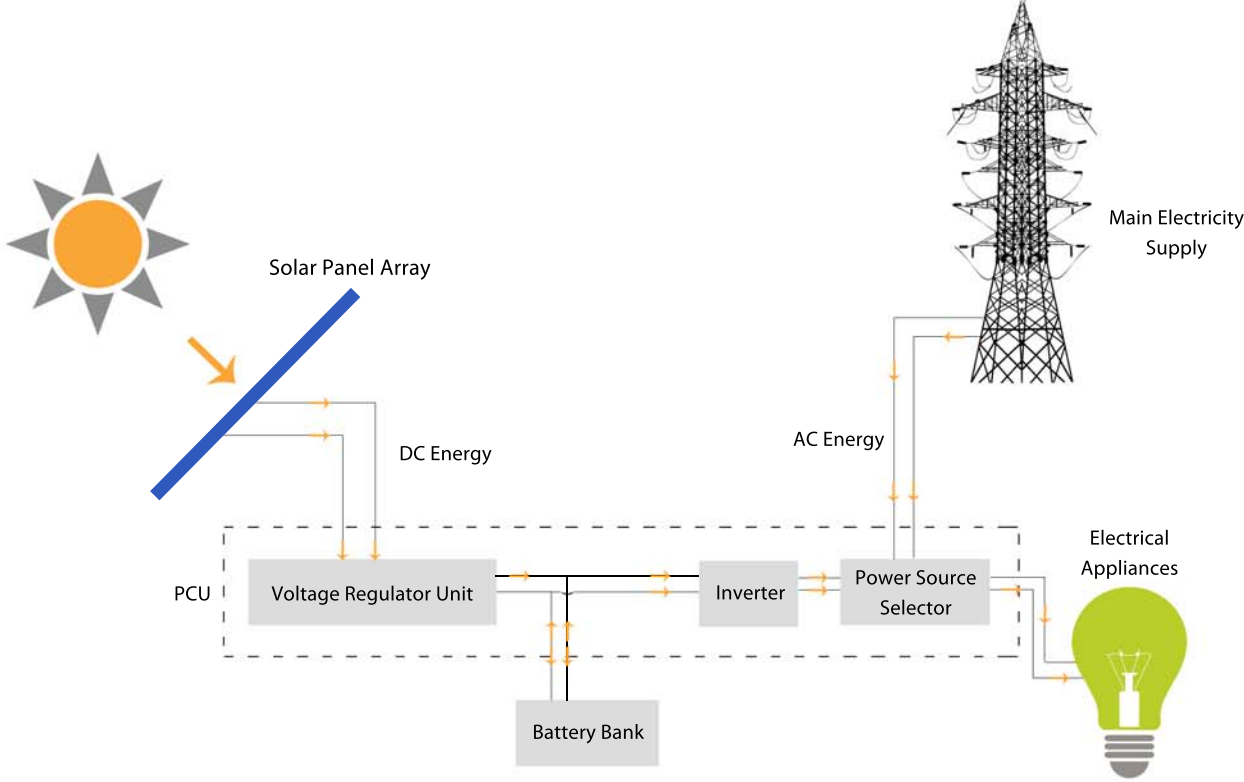 Main Electricity
Supply
Solar Panel Array
AC Energy
DC Energy
Electrical
Appliances
PCU
Voltage Regulator Unit
Inverter
Power Source
Selector
Battery Bank